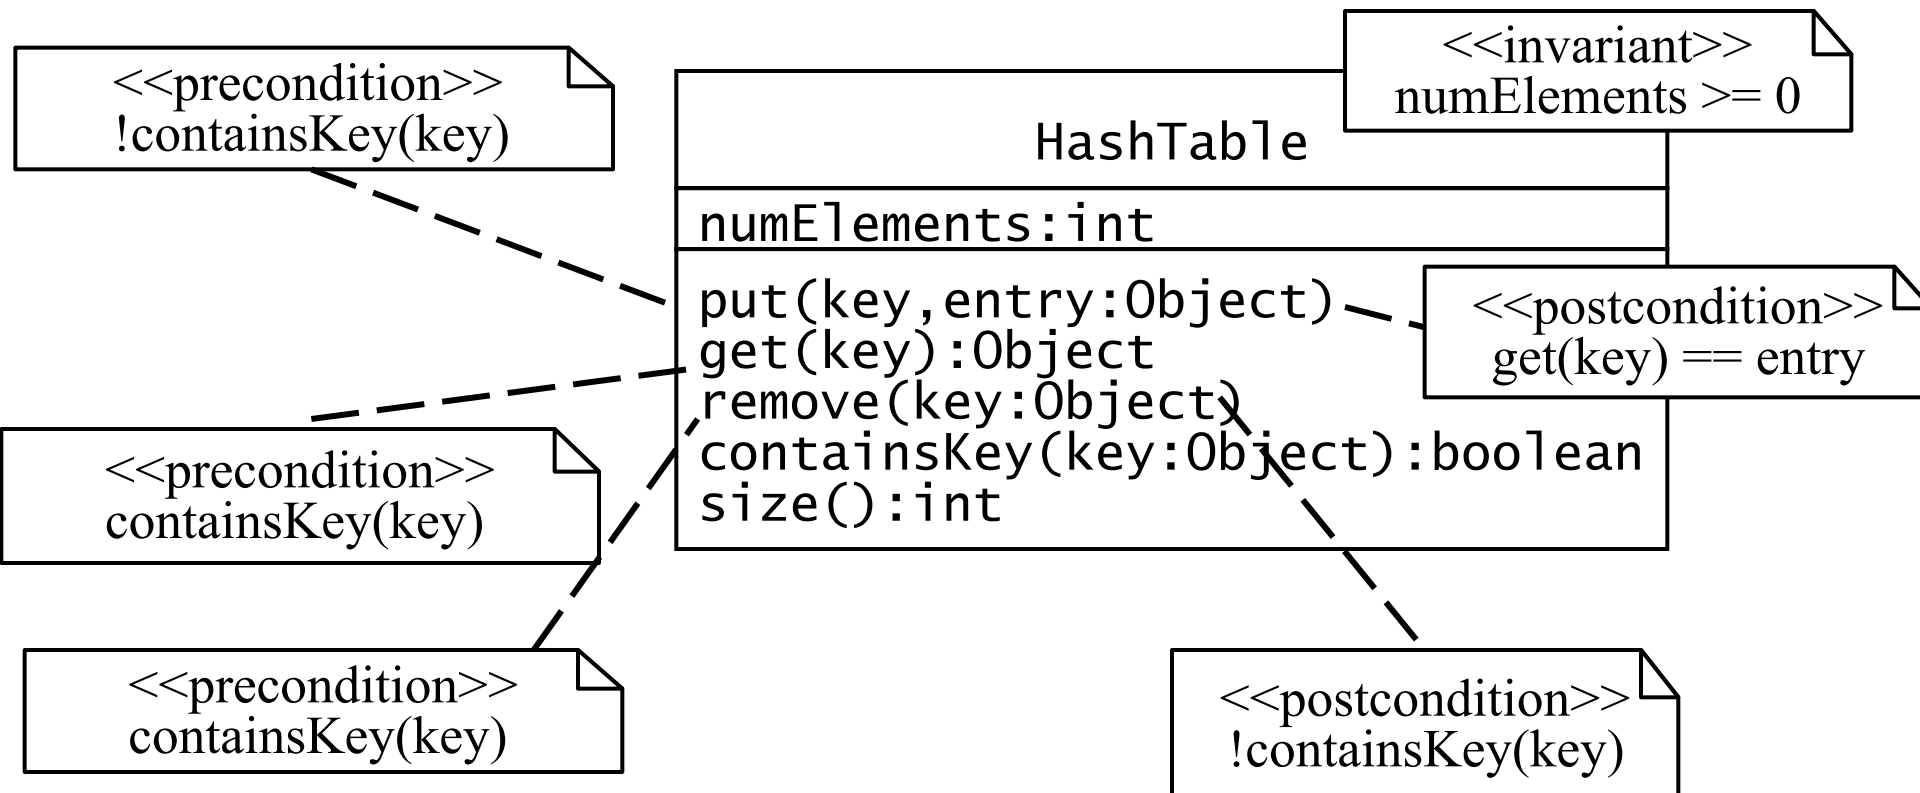 <<invariant>>
numElements >= 0
<<precondition>>
!containsKey(key)
HashTable
numElements:int
put(key,entry:Object)
get(key):Object
remove(key:Object)
containsKey(key:Object):boolean
size():int
<<postcondition>>
get(key) == entry
<<precondition>>
containsKey(key)
<<precondition>>
containsKey(key)
<<postcondition>>
!containsKey(key)